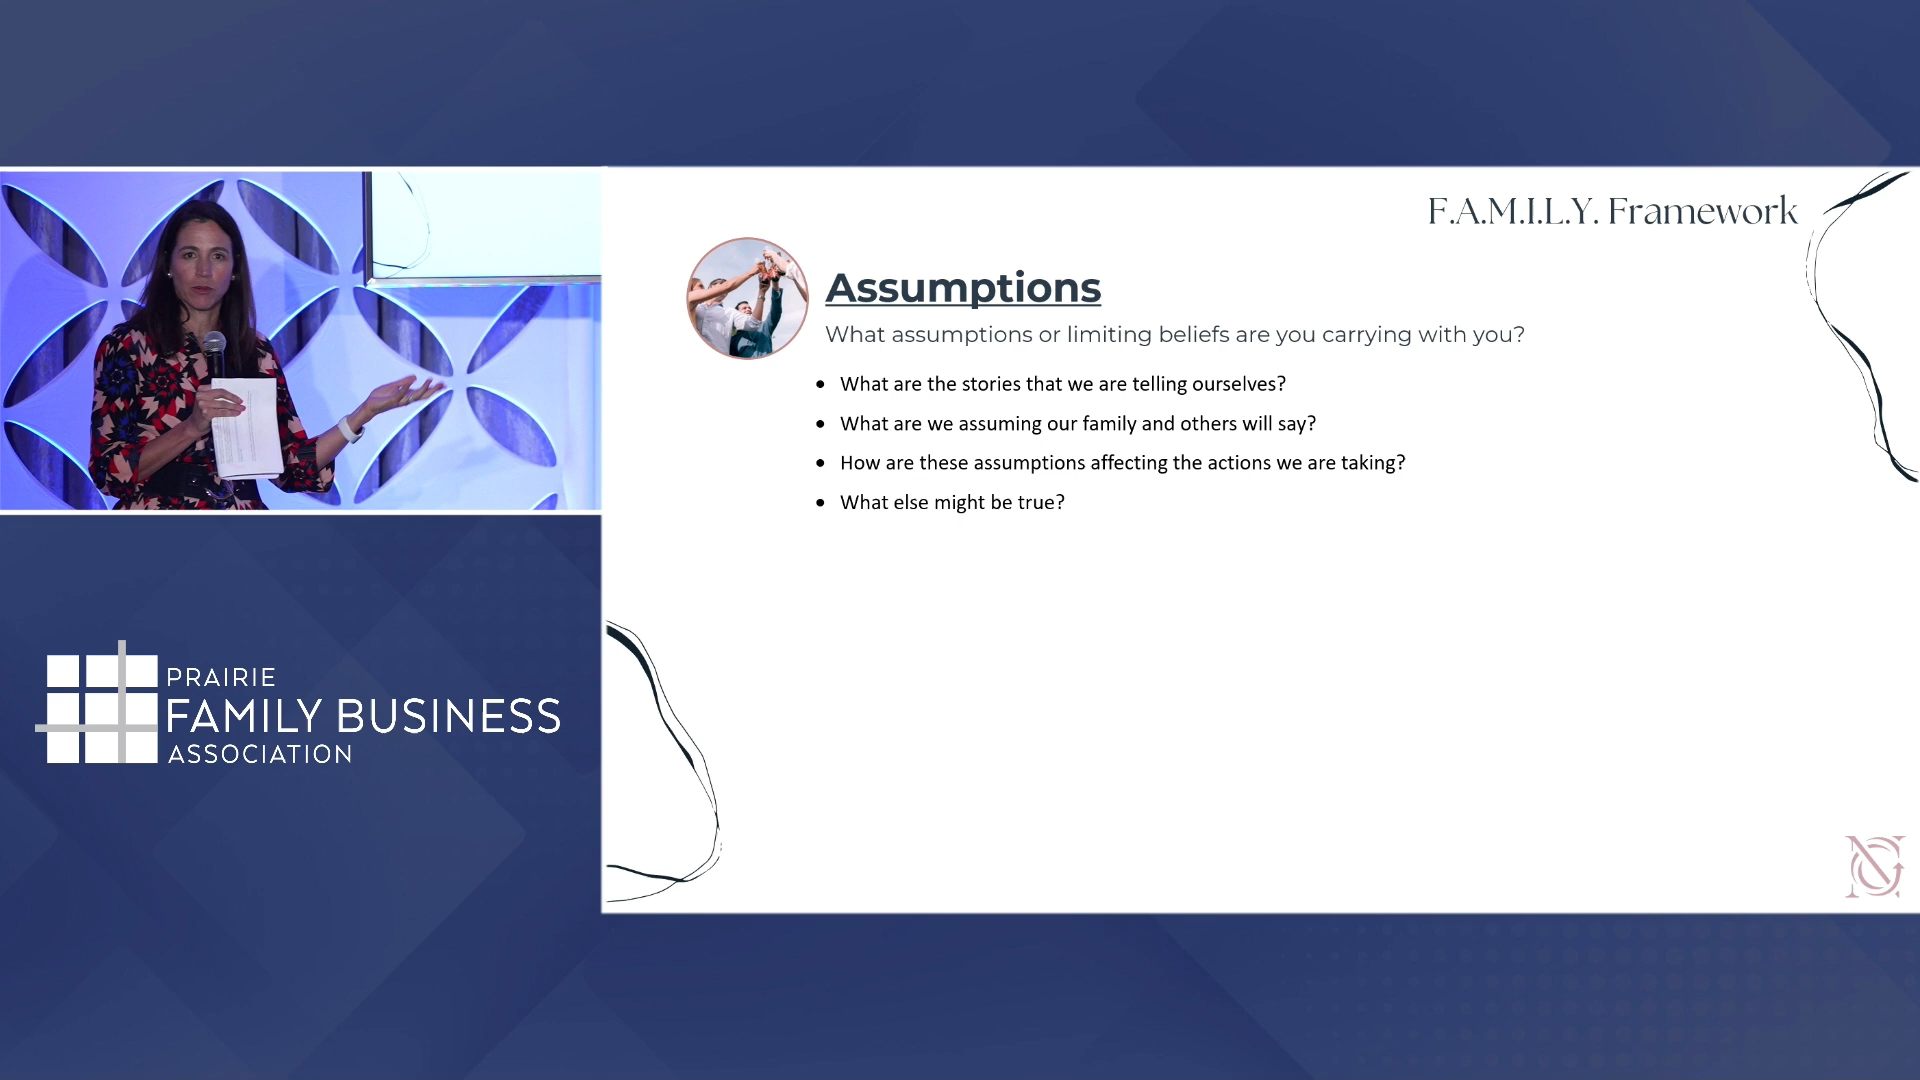 F.A.M.I.L.Y. Framework
Assumptions
What assumptions or limiting beliefs are you carrying with you?
• What are the stories that we are telling ourselves?
• What are we assuming our family and others will say?
• How are these assumptions affecting the actions we are taking?
• What else might be true?
PRAIRIE
FAMILY BUSINESS
ASSOCIATION